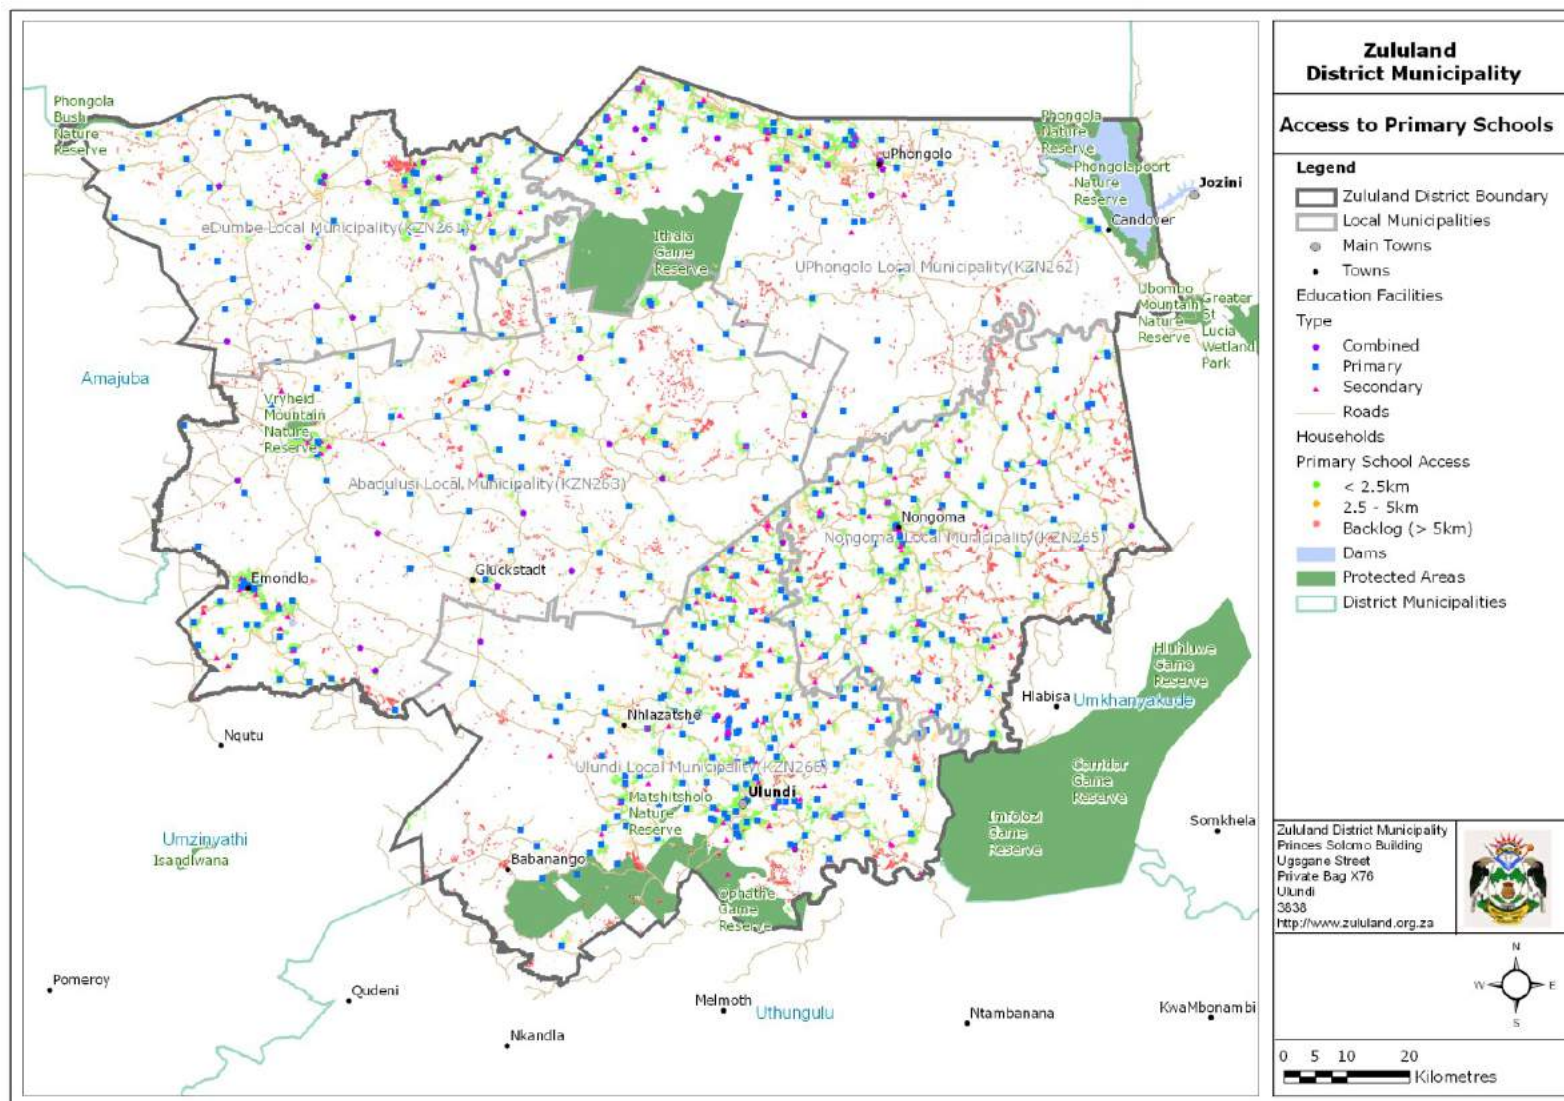 Zululand
District Municipality
Access to Primary Schools
Legend
Zululand District Boundary
Local Municipalities
Main Towns
Towns
Education Facilities
Type
Combined
Primary
Secondary
Roads
Households
Primary School Access
< 2.5km
2.5 - 5km
Backlog (> 5km)
Dams
Protected Areas
District Municipalities
Zululand District Municipality
Princes Solomo Building
Ugsgane Street
Private Bag X76
Ulundi
3838
http://www.zululand.org.za
N
W
E
S
0 5 10 20
Kilometres
Phongola
Bush
Nature
Reserve
Phongola
Nature
Reserve
uPhongolo
Phongolapoort
Nature
Reserve
Jozini
Candover
eDumbe Local Municipality(KZN261)
Ithala
Game
Reserve
UPhongolo Local Municipality(KZN262)
Ubombo
Mountain
Nature
Reserve
Greater
St
Lucia
Wetland
Park
Amajuba
Vryheid
Mountain
Nature
Reserve
Abaqulusi Local Municipality(KZN263)
Nongoma
Nongoma Local Municipality(KZN265)
Emondlo
Gluckstadt
Hluhluwe
Game
Reserve
Hlabisa
Umkhanyakude
Nhlazatshe
Nqutu
Ulundi Local Municipality(KZN266)
Corridor
Game
Reserve
Ulundi
Matshitsholo
Nature
Reserve
Imfolozi
Game
Reserve
Somkhela
Umzinyathi
Isandlwana
Babanango
Ophathe
Game
Reserve
Pomeroy
Qudeni
Melmoth
Uthungulu
Ntambanana
KwaMbonambi
Nkandla